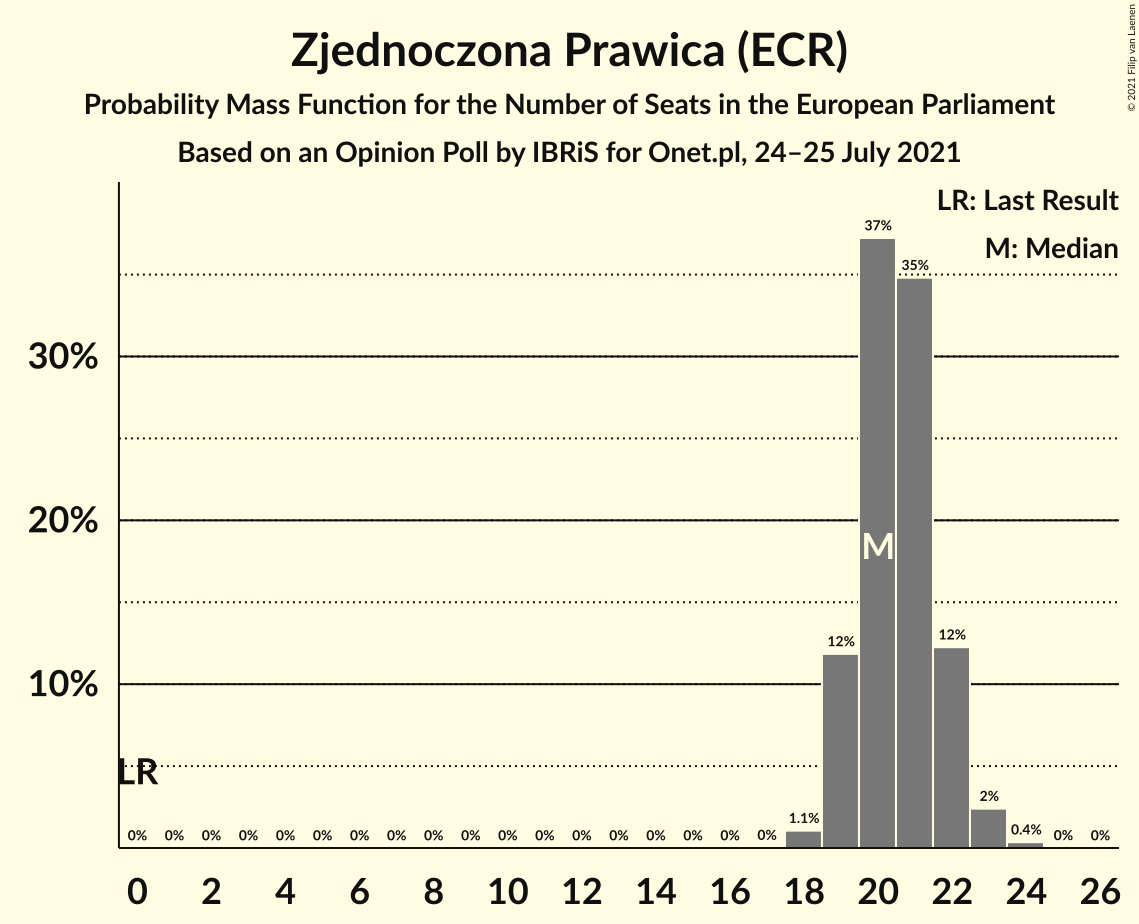 © 2021 Filip van Laenen
Zjednoczona Prawica (ECR)
Probability Mass Function for the Number of Seats in the European Parliament
Based on an Opinion Poll by IBRiS for Onet.pl, 24–25 July 2021
LR: Last Result
M: Median
37%
35%
30%
20%
M
12%
12%
10%
LR
2%
1.1%
0.4%
0% 0% 0% 0% 0% 0% 0% 0% 0% 0% 0% 0% 0% 0% 0% 0% 0% 0% 0% 0%
0 2 4 6 8 10 12 14 16 18 20 22 24 26